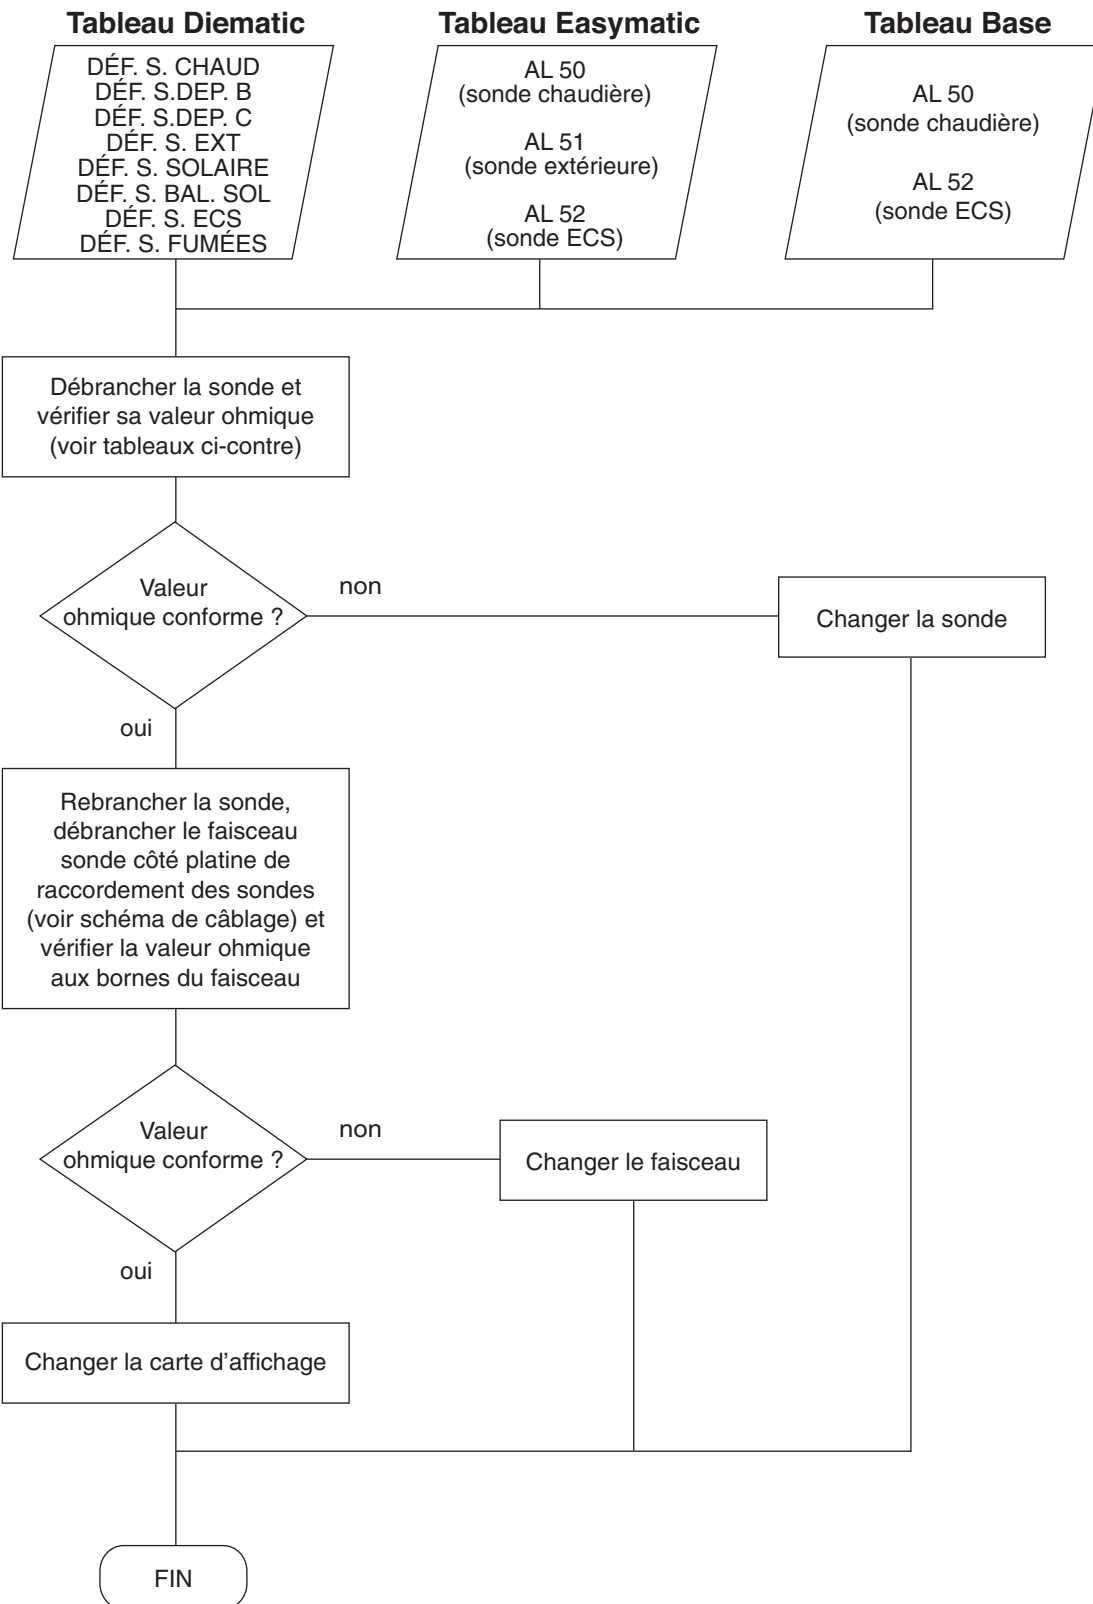 Tableau Diematic
DÉF. S. CHAUD
DÉF. S.DEP. B
DÉF. S.DEP. C
DÉF. S. EXT
DÉF. S. SOLAIRE
DÉF. S. BAL. SOL
DÉF. S. ECS
DÉF. S. FUMÉES
Tableau Easymatic
AL 50
(sonde chaudière)
AL 51
(sonde extérieure)
AL 52
(sonde ECS)
Tableau Base
AL 50
(sonde chaudière)
AL 52
(sonde ECS)
Débrancher la sonde et
vérifier sa valeur ohmique
(voir tableaux ci-contre)
Valeur
ohmique conforme ?
non
Changer la sonde
oui
Rebrancher la sonde,
débrancher le faisceau
sonde côté platine de
raccordement des sondes
(voir schéma de câblage) et
vérifier la valeur ohmique
aux bornes du faisceau
Valeur
ohmique conforme ?
non
Changer le faisceau
oui
Changer la carte d'affichage
FIN